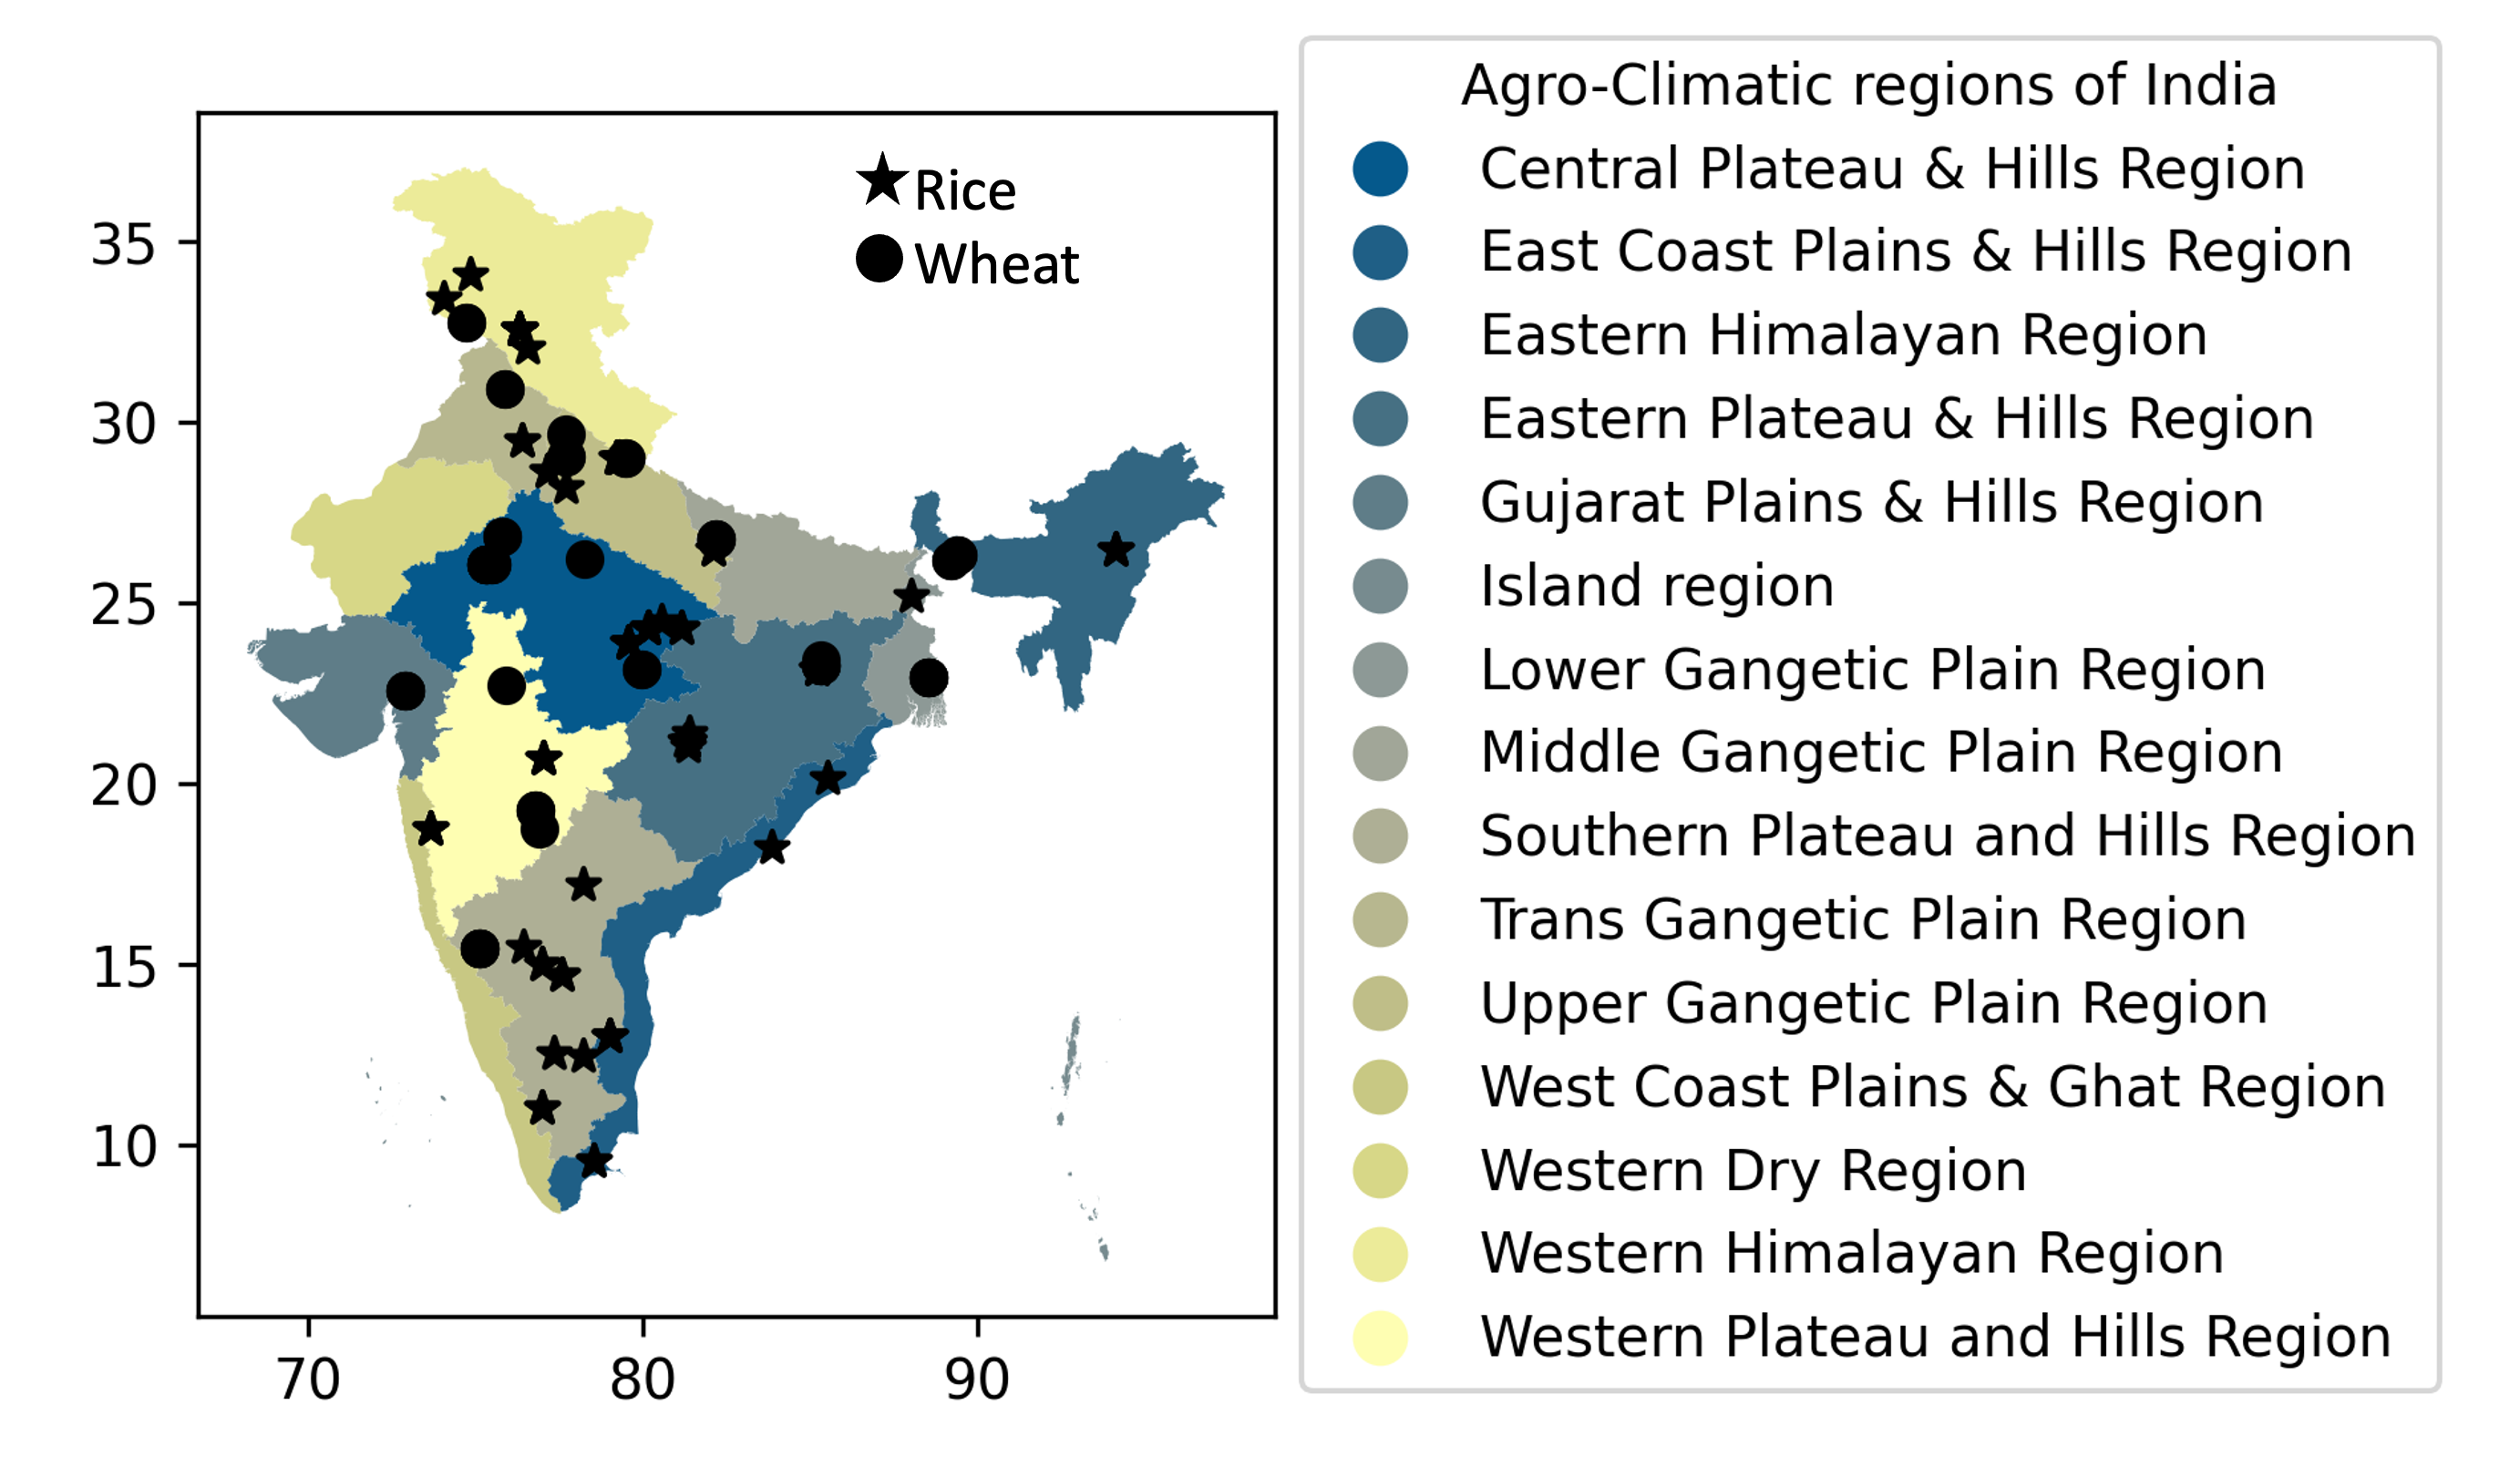 Rice
Wheat
35
30
25
20
15
10
70 80 90
Agro-Climatic regions of India
Central Plateau & Hills Region
East Coast Plains & Hills Region
Eastern Himalayan Region
Eastern Plateau & Hills Region
Gujarat Plains & Hills Region
Island region
Lower Gangetic Plain Region
Middle Gangetic Plain Region
Southern Plateau and Hills Region
Trans Gangetic Plain Region
Upper Gangetic Plain Region
West Coast Plains & Ghat Region
Western Dry Region
Western Himalayan Region
Western Plateau and Hills Region